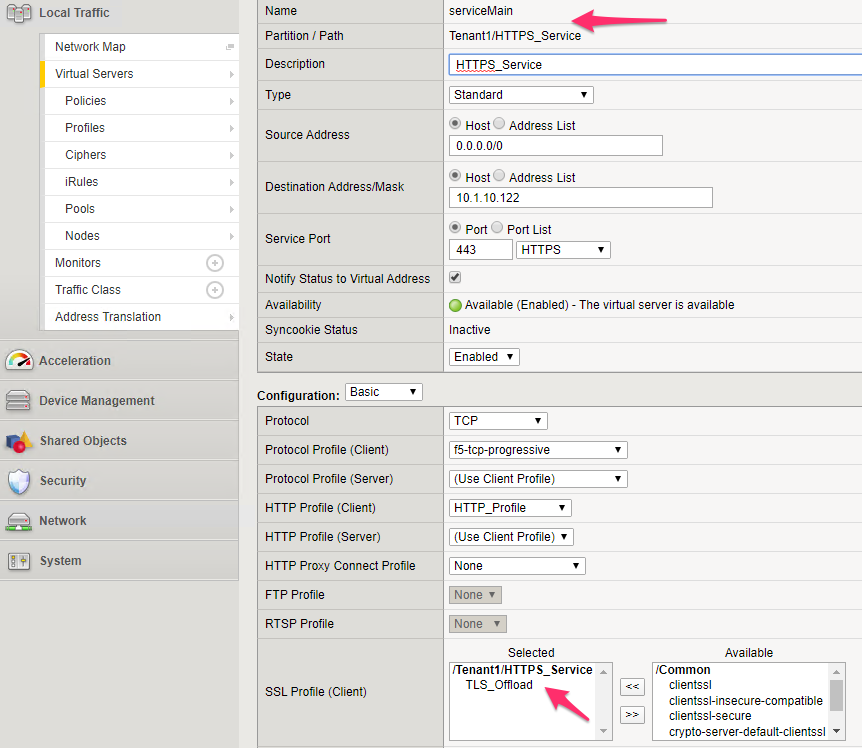 Local Traffic
Network Map
Virtual Servers
Policies
Profiles
Ciphers
iRules
Pools
Nodes
Monitors
Traffic Class
Address Translation
Acceleration
Device Management
Shared Objects
Security
Network
System
Name serviceMain
Partition / Path Tenant1/HTTPS_Service
Description HTTPS_Service
Type Standard
Source Address Host Address List
0.0.0.0/0
Destination Address/Mask Host Address List
10.1.10.122
Service Port Port Port List
443 HTTPS
Notify Status to Virtual Address
Availability Available (Enabled) - The virtual server is available
Syncookie Status Inactive
State Enabled
Configuration: Basic
Protocol TCP
Protocol Profile (Client) f5-tcp-progressive
Protocol Profile (Server) (Use Client Profile)
HTTP Profile (Client) HTTP_Profile
HTTP Profile (Server) (Use Client Profile)
HTTP Proxy Connect Profile None
FTP Profile None
RTSP Profile None
SSL Profile (Client)
Selected
/Tenant1/HTTPS_Service
TLS_Offload
<<
>>
Available
/Common
clientssl
clientssl-insecure-compatible
clientssl-secure
crypto-server-default-clientssl